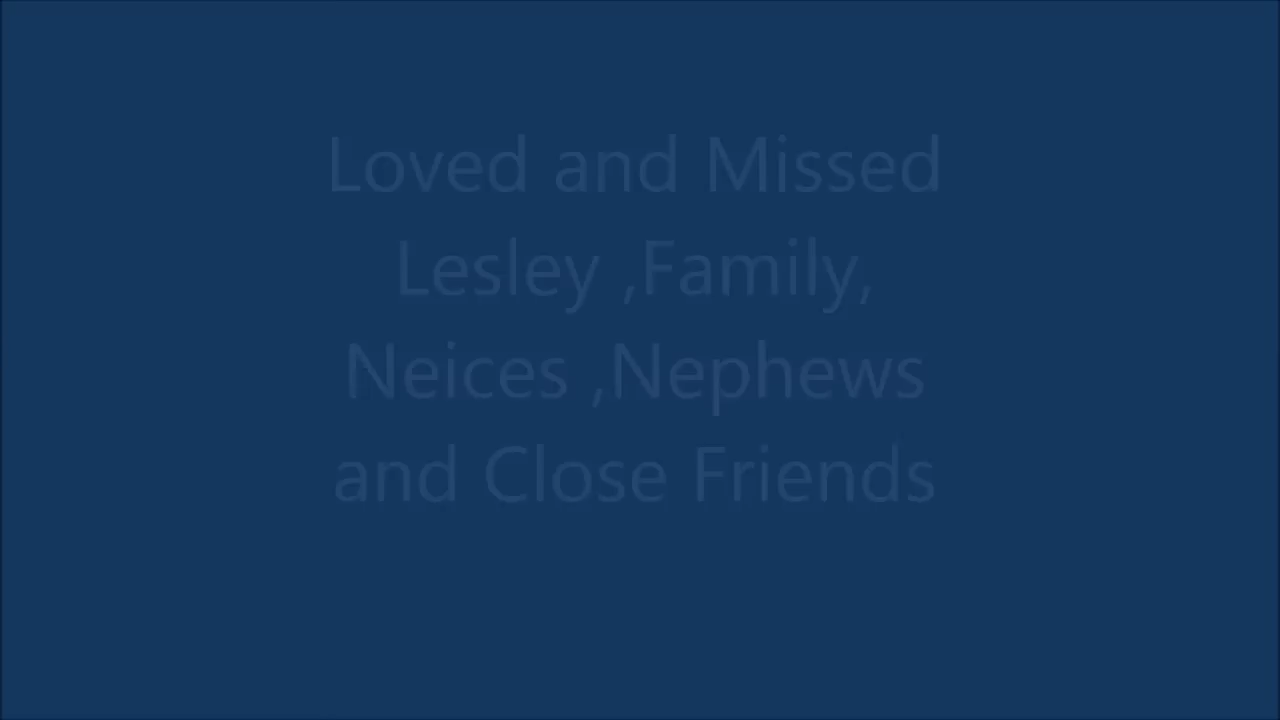 Loved and Missed
Lesley ,Family,
Neices ,Nephews
and Close Friends